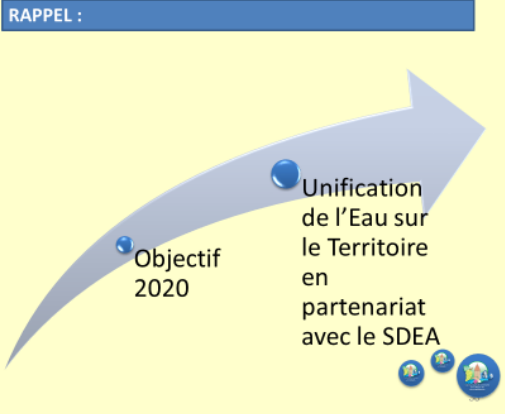 RAPPEL :
Objectif
2020
Unification
de l'Eau sur
le Territoire
en
partenariat
avec le SDEA